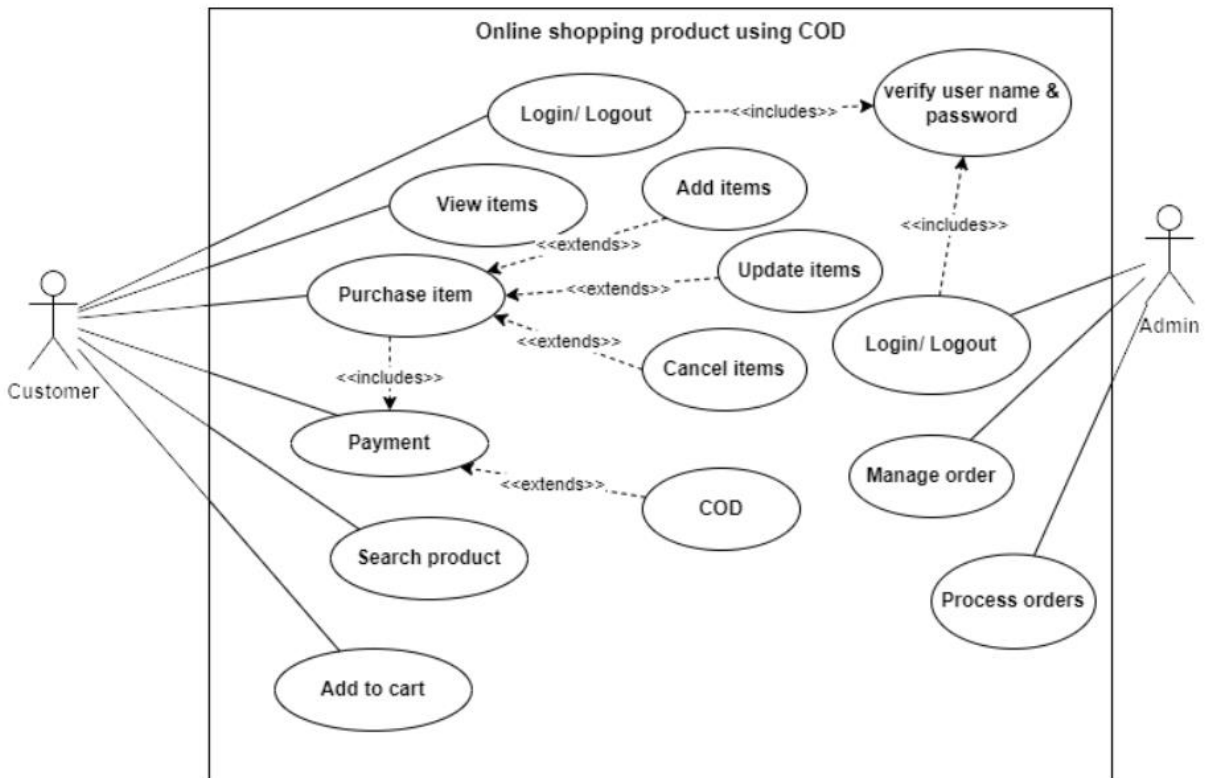 Online shopping product using COD
Login/ Logout
<<includes>>
verify user name &
password
View items
Add items
<<extends>>
<<includes>>
Purchase item
<<extends>>
Update items
Customer
Admin
<<extends>>
Cancel items
Login/ Logout
<<includes>>
Payment
<<extends>>
COD
Manage order
Search product
Process orders
Add to cart